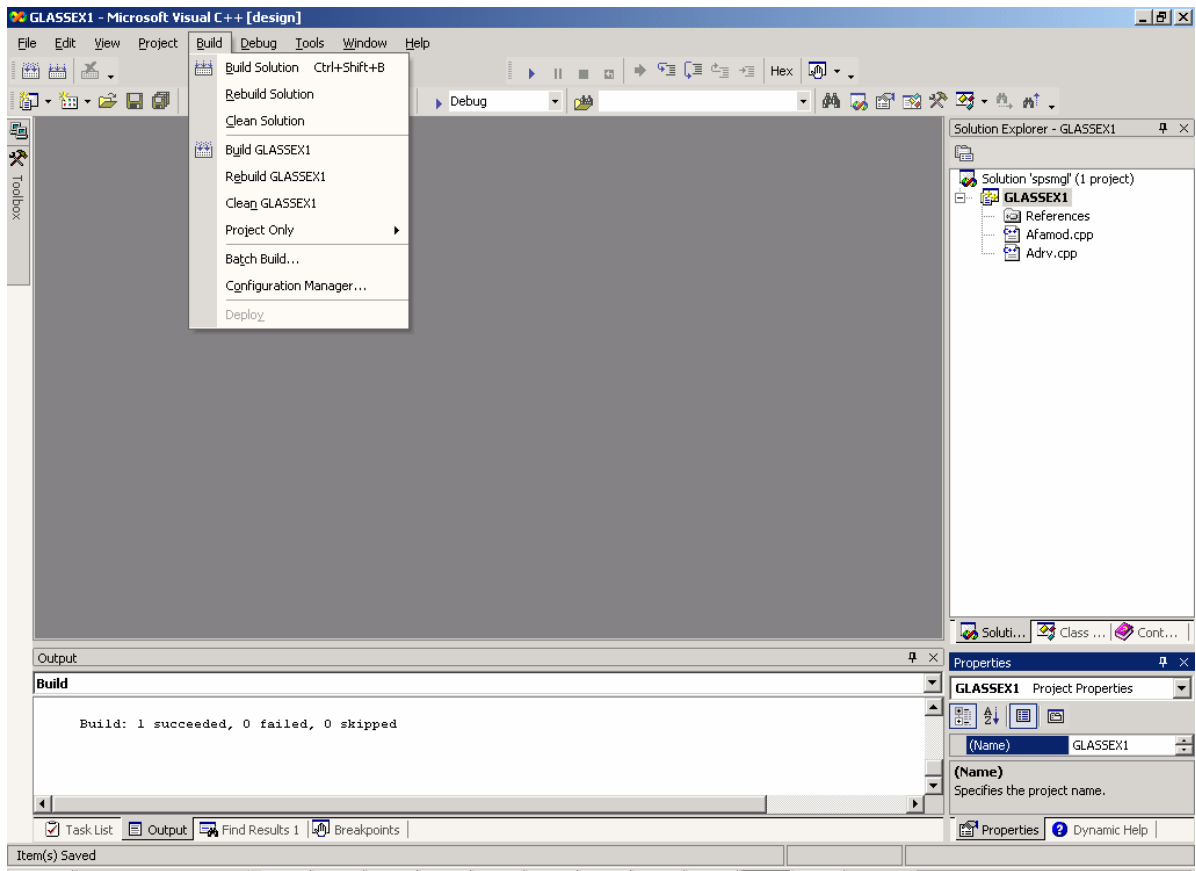 GLASSEX1 - Microsoft Visual C++ [design]
File Edit View Project Build Debug Tools Window Help
Build Solution Ctrl+Shift+B
Rebuild Solution
Clean Solution
Build GLASSEX1
Rebuild GLASSEX1
Clean GLASSEX1
Project Only
Batch Build...
Configuration Manager...
Deploy
Hex
Debug
Toolbox
Solution Explorer - GLASSEX1
Solution 'spsmgl' (1 project)
GLASSEX1
References
Afamod.cpp
Adrv.cpp
Soluti... Class ... Cont...
Output
Build
Build: 1 succeeded, 0 failed, 0 skipped
Task List Output Find Results 1 Breakpoints
Properties
GLASSEX1 Project Properties
(Name) GLASSEX1
(Name)
Specifies the project name.
Properties Dynamic Help
Item(s) Saved